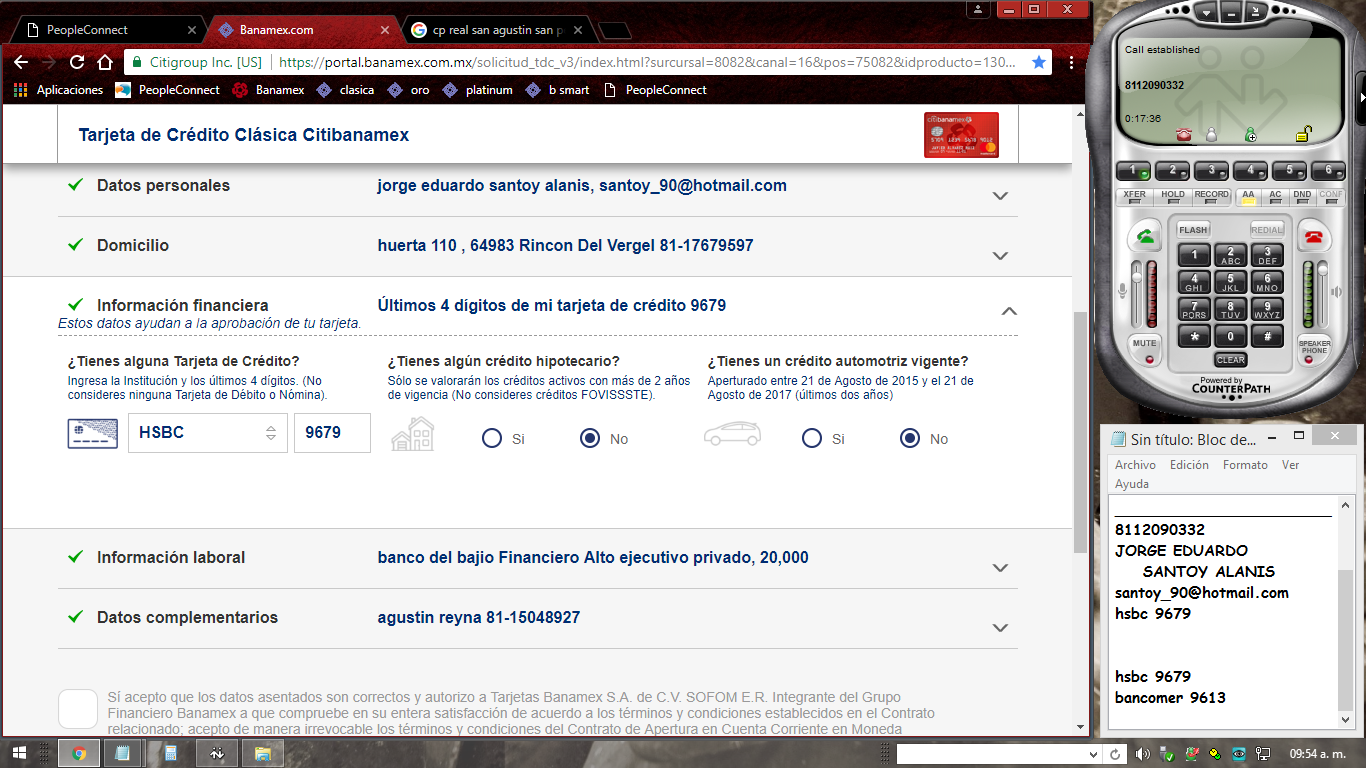 PeopleConnect
Banamex.com
cp real san agustin san p
Citigroup Inc. [US]
https://portal.banamex.com.mx/solicitud_tdc_v3/index.html?surcursal=8082&canal=16&pos=75082&idproducto=130...
Aplicaciones
PeopleConnect
Banamex
clasica
oro
platinum
b smart
PeopleConnect
Tarjeta de Crédito Clásica Citibanamex
citibanamex
Datos personales
jorge eduardo santoy alanis, santoy_90@hotmail.com
Domicilio
huerta 110 , 64983 Rincon Del Vergel 81-17679597
Información financiera
Últimos 4 dígitos de mi tarjeta de crédito 9679
Estos datos ayudan a la aprobación de tu tarjeta.
¿Tienes alguna Tarjeta de Crédito?
Ingresa la Institución y los últimos 4 dígitos. (No
consideres ninguna Tarjeta de Débito o Nómina).
HSBC
9679
¿Tienes algún crédito hipotecario?
Sólo se valorarán los créditos activos con más de 2 años
de vigencia (No consideres créditos FOVISSSTE).
Si
No
¿Tienes un crédito automotriz vigente?
Aperturado entre 21 de Agosto de 2015 y el 21 de
Agosto de 2017 (últimos dos años)
Si
No
Información laboral
banco del bajio Financiero Alto ejecutivo privado, 20,000
Datos complementarios
agustin reyna 81-15048927
Sí acepto que los datos asentados son correctos y autorizo a Tarjetas Banamex S.A. de C.V. SOFOM E.R. Integrante del Grupo
Financiero Banamex a que compruebe en su entera satisfacción de acuerdo a los términos y condiciones establecidos en el Contrato
relacionado; acepto de manera irrevocable los términos y condiciones del Contrato de Apertura en Cuenta Corriente en Moneda
Call established
8112090332
0:17:36
1
2
3
4
5
6
XFER
HOLD
RECORD
AA
AC
DND
CONF
FLASH
REDIAL
1
2
ABC
3
DEF
4
GHI
5
JKL
6
MNO
7
PQRS
8
TUV
9
WXYZ
*
0
#
CLEAR
MUTE
SPEAKER
PHONE
Powered by
COUNTERPATH
Sin título: Bloc de...
Archivo Edición Formato Ver
Ayuda
8112090332
JORGE EDUARDO
SANTOY ALANIS
santoy_90@hotmail.com
hsbc 9679
hsbc 9679
bancomer 9613
09:54 a. m.